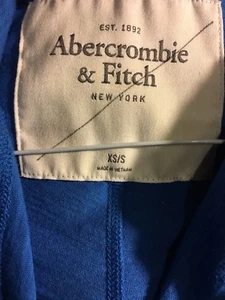 EST. 1892
Abercrombie
& Fitch
NEW YORK
XS/S
MADE IN VIETNAM